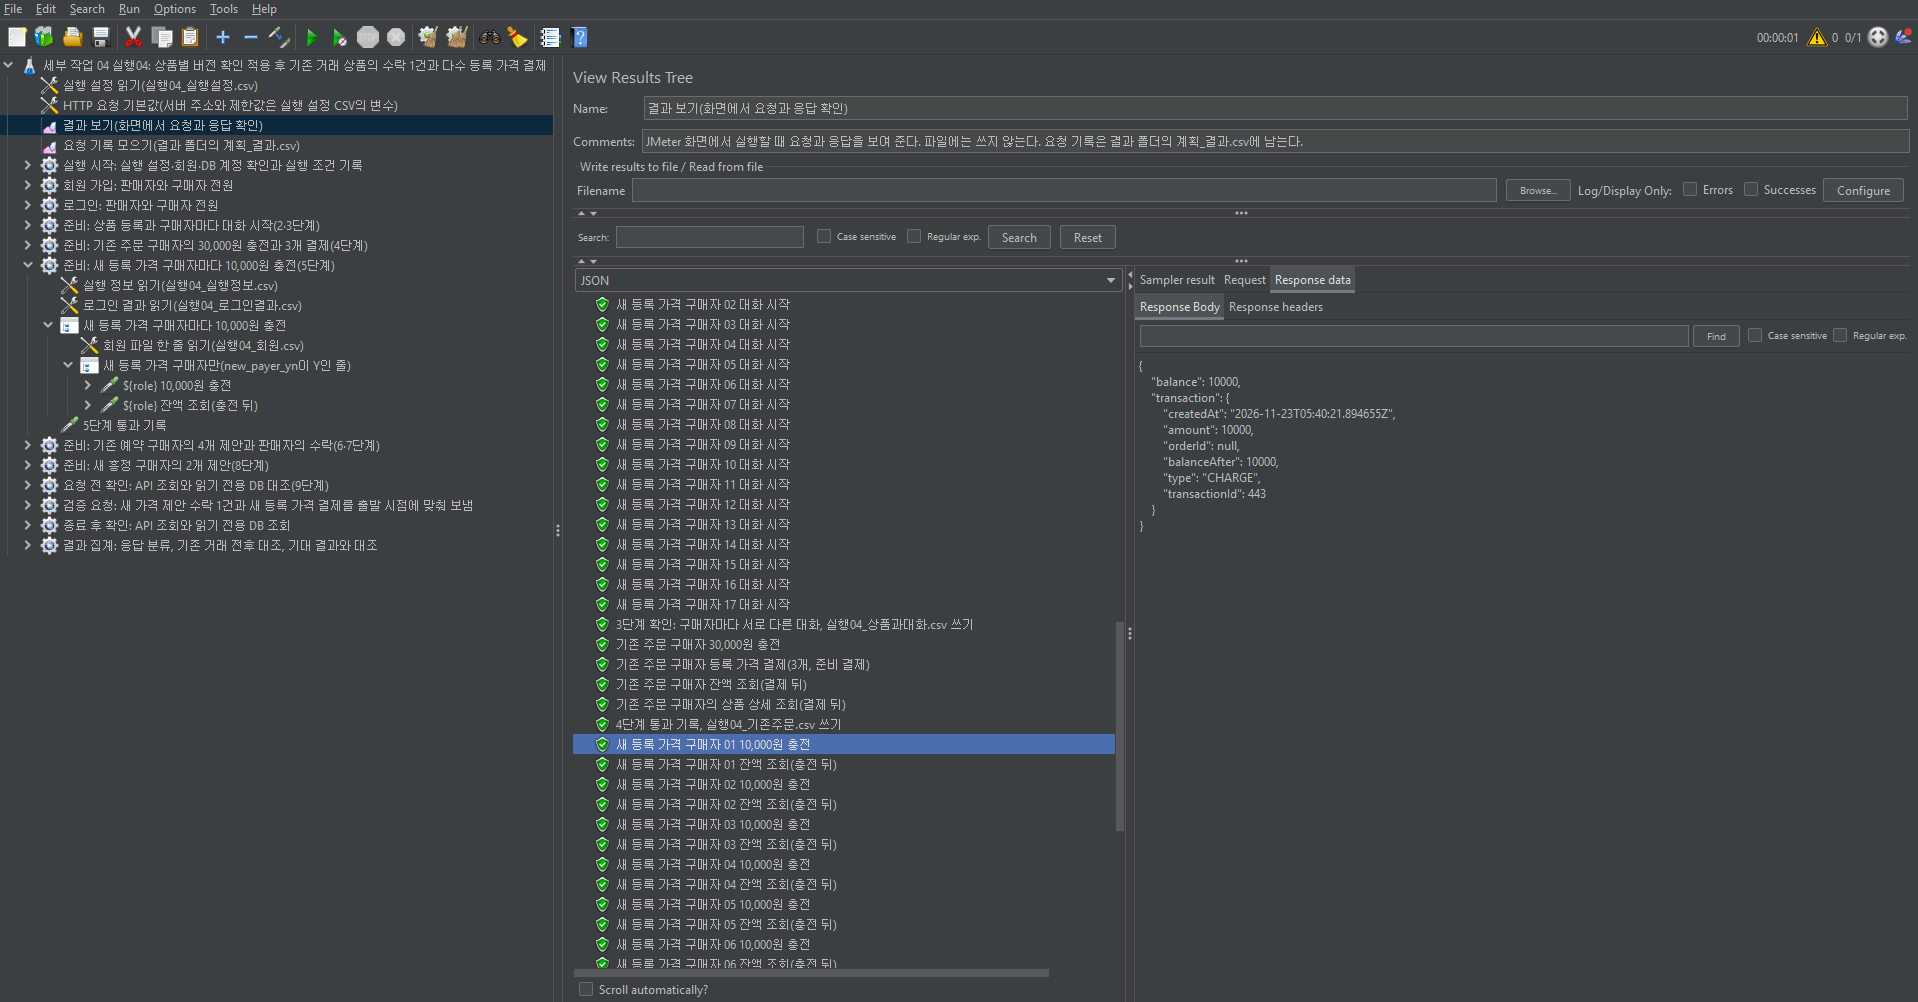 File Edit Search Run Options Tools Help
00:00:01 0 0/1
세부 작업 04 실행04: 상품별 버전 확인 적용 후 기존 거래 상품의 수락 1건과 다수 등록 가격 결제
실행 설정 읽기(실행04_실행설정.csv)
HTTP 요청 기본값(서버 주소와 제한값은 실행 설정 CSV의 변수)
결과 보기(화면에서 요청과 응답 확인)
요청 기록 모으기(결과 폴더의 계획_결과.csv)
실행 시작: 실행 설정·회원·DB 계정 확인과 실행 조건 기록
회원 가입: 판매자와 구매자 전원
로그인: 판매자와 구매자 전원
준비: 상품 등록과 구매자마다 대화 시작(2·3단계)
준비: 기존 주문 구매자의 30,000원 충전과 3개 결제(4단계)
준비: 새 등록 가격 구매자마다 10,000원 충전(5단계)
실행 정보 읽기(실행04_실행정보.csv)
로그인 결과 읽기(실행04_로그인결과.csv)
새 등록 가격 구매자마다 10,000원 충전
회원 파일 한 줄 읽기(실행04_회원.csv)
새 등록 가격 구매자만(new_payer_yn이 Y인 줄)
${role} 10,000원 충전
${role} 잔액 조회(충전 뒤)
5단계 통과 기록
준비: 기존 예약 구매자의 4개 제안과 판매자의 수락(6·7단계)
준비: 새 흥정 구매자의 2개 제안(8단계)
요청 전 확인: API 조회와 읽기 전용 DB 대조(9단계)
검증 요청: 새 가격 제안 수락 1건과 새 등록 가격 결제를 출발 시점에 맞춰 보냄
종료 후 확인: API 조회와 읽기 전용 DB 조회
결과 집계: 응답 분류, 기존 거래 전후 대조, 기대 결과와 대조
View Results Tree
Name: 결과 보기(화면에서 요청과 응답 확인)
Comments: JMeter 화면에서 실행할 때 요청과 응답을 보여 준다. 파일에는 쓰지 않는다. 요청 기록은 결과 폴더의 계획_결과.csv에 남는다.
Write results to file / Read from file
Filename Browse... Log/Display Only: Errors Successes Configure
Search: Case sensitive Regular exp. Search Reset
JSON
새 등록 가격 구매자 02 대화 시작
새 등록 가격 구매자 03 대화 시작
새 등록 가격 구매자 04 대화 시작
새 등록 가격 구매자 05 대화 시작
새 등록 가격 구매자 06 대화 시작
새 등록 가격 구매자 07 대화 시작
새 등록 가격 구매자 08 대화 시작
새 등록 가격 구매자 09 대화 시작
새 등록 가격 구매자 10 대화 시작
새 등록 가격 구매자 11 대화 시작
새 등록 가격 구매자 12 대화 시작
새 등록 가격 구매자 13 대화 시작
새 등록 가격 구매자 14 대화 시작
새 등록 가격 구매자 15 대화 시작
새 등록 가격 구매자 16 대화 시작
새 등록 가격 구매자 17 대화 시작
3단계 확인: 구매자마다 서로 다른 대화, 실행04_상품과대화.csv 쓰기
기존 주문 구매자 30,000원 충전
기존 주문 구매자 등록 가격 결제(3개, 준비 결제)
기존 주문 구매자 잔액 조회(결제 뒤)
기존 주문 구매자의 상품 상세 조회(결제 뒤)
4단계 통과 기록, 실행04_기존주문.csv 쓰기
새 등록 가격 구매자 01 10,000원 충전
새 등록 가격 구매자 01 잔액 조회(충전 뒤)
새 등록 가격 구매자 02 10,000원 충전
새 등록 가격 구매자 02 잔액 조회(충전 뒤)
새 등록 가격 구매자 03 10,000원 충전
새 등록 가격 구매자 03 잔액 조회(충전 뒤)
새 등록 가격 구매자 04 10,000원 충전
새 등록 가격 구매자 04 잔액 조회(충전 뒤)
새 등록 가격 구매자 05 10,000원 충전
새 등록 가격 구매자 05 잔액 조회(충전 뒤)
새 등록 가격 구매자 06 10,000원 충전
새 등록 가격 구매자 06 잔액 조회(충전 뒤)
Scroll automatically?
Sampler result Request Response data
Response Body Response headers
Find Case sensitive Regular exp.
{
"balance": 10000,
"transaction": {
"createdAt": "2026-11-23T05:40:21.894655Z",
"amount": 10000,
"orderId": null,
"balanceAfter": 10000,
"type": "CHARGE",
"transactionId": 443
}
}